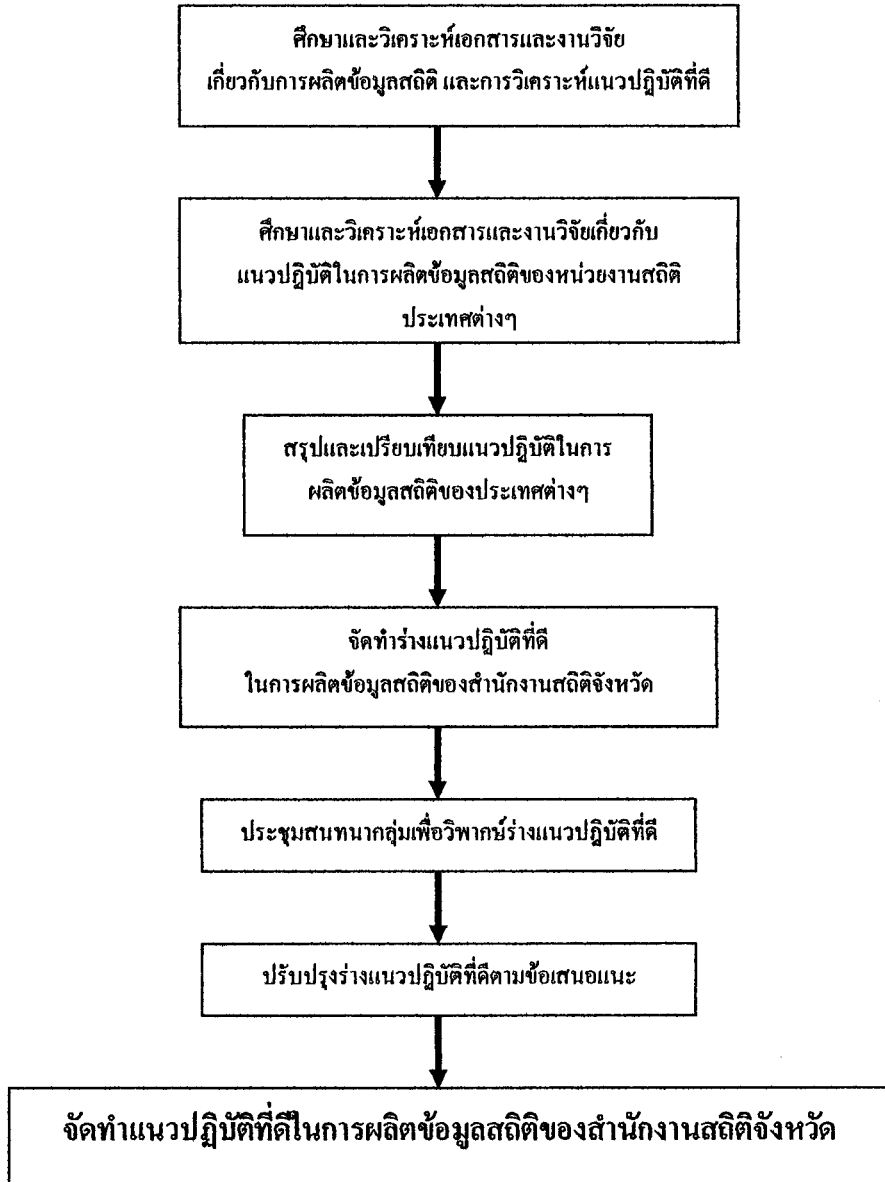 ศึกษาและวิเคราะห์เอกสารและงานวิจัย
เกี่ยวกับการผลิตข้อมูลสถิติ และการวิเคราะห์แนวปฏิบัติที่ดี
ศึกษาและวิเคราะห์เอกสารและงานวิจัยเกี่ยวกับ
แนวปฏิบัติในการผลิตข้อมูลสถิติของหน่วยงานสถิติ
ประเทศต่างๆ
สรุปและเปรียบเทียบแนวปฏิบัติในการ
ผลิตข้อมูลสถิติของประเทศต่างๆ
จัดทำร่างแนวปฏิบัติที่ดี
ในการผลิตข้อมูลสถิติของสำนักงานสถิติจังหวัด
ประชุมสนทนากลุ่มเพื่อวิพากษ์ร่างแนวปฏิบัติที่ดี
ปรับปรุงร่างแนวปฏิบัติที่ดีตามข้อเสนอแนะ
จัดทำแนวปฏิบัติที่ดีในการผลิตข้อมูลสถิติของสำนักงานสถิติจังหวัด